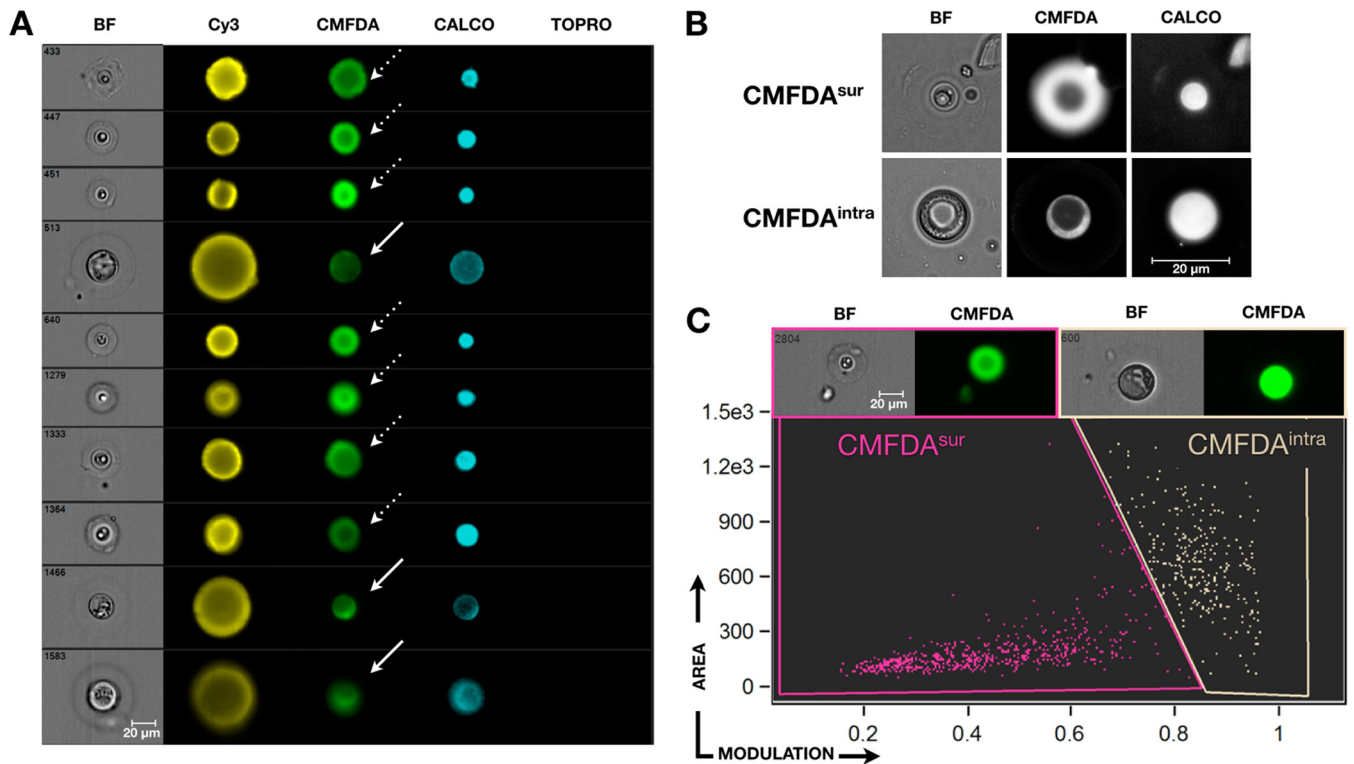 A
BF Cy3 CMFDA CALCO TOPRO
433
447
451
513
640
1279
1333
1364
1466
1583
20 µm
B
BF CMFDA CALCO
CMFDAsur
CMFDAintra
20 µm
C
BF CMFDA BF CMFDA
2804 600
20 µm
CMFDAsur CMFDAintra
1.5e3
1.2e3
900
600
300
0
AREA
0.2 0.4 0.6 0.8 1
MODULATION